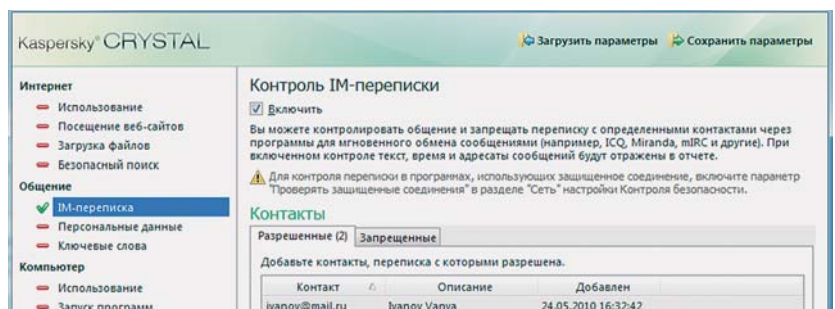 Kaspersky® CRYSTAL
Загрузить параметры
Сохранить параметры
Интернет
Использование
Посещение веб-сайтов
Загрузка файлов
Безопасный поиск
Общение
IM-переписка
Персональные данные
Ключевые слова
Компьютер
Использование
Запуск программ
Контроль IM-переписки
Включить
Вы можете контролировать общение и запрещать переписку с определенными контактами через
программы для мгновенного обмена сообщениями (например, ICQ, Miranda, mIRC и другие). При
включенном контроле текст, время и адресаты сообщений будут отражены в отчете.
Для контроля переписки в программах, использующих защищенное соединение, включите параметр
"Проверять защищенные соединения" в разделе "Сеть" настройки Контроля безопасности.
Контакты
Разрешенные (2) Запрещенные
Добавьте контакты, переписка с которыми разрешена.
Контакт Описание Добавлен
ivanov@mail.ru Ivanov Vanya 24.05.2010 16:32:42